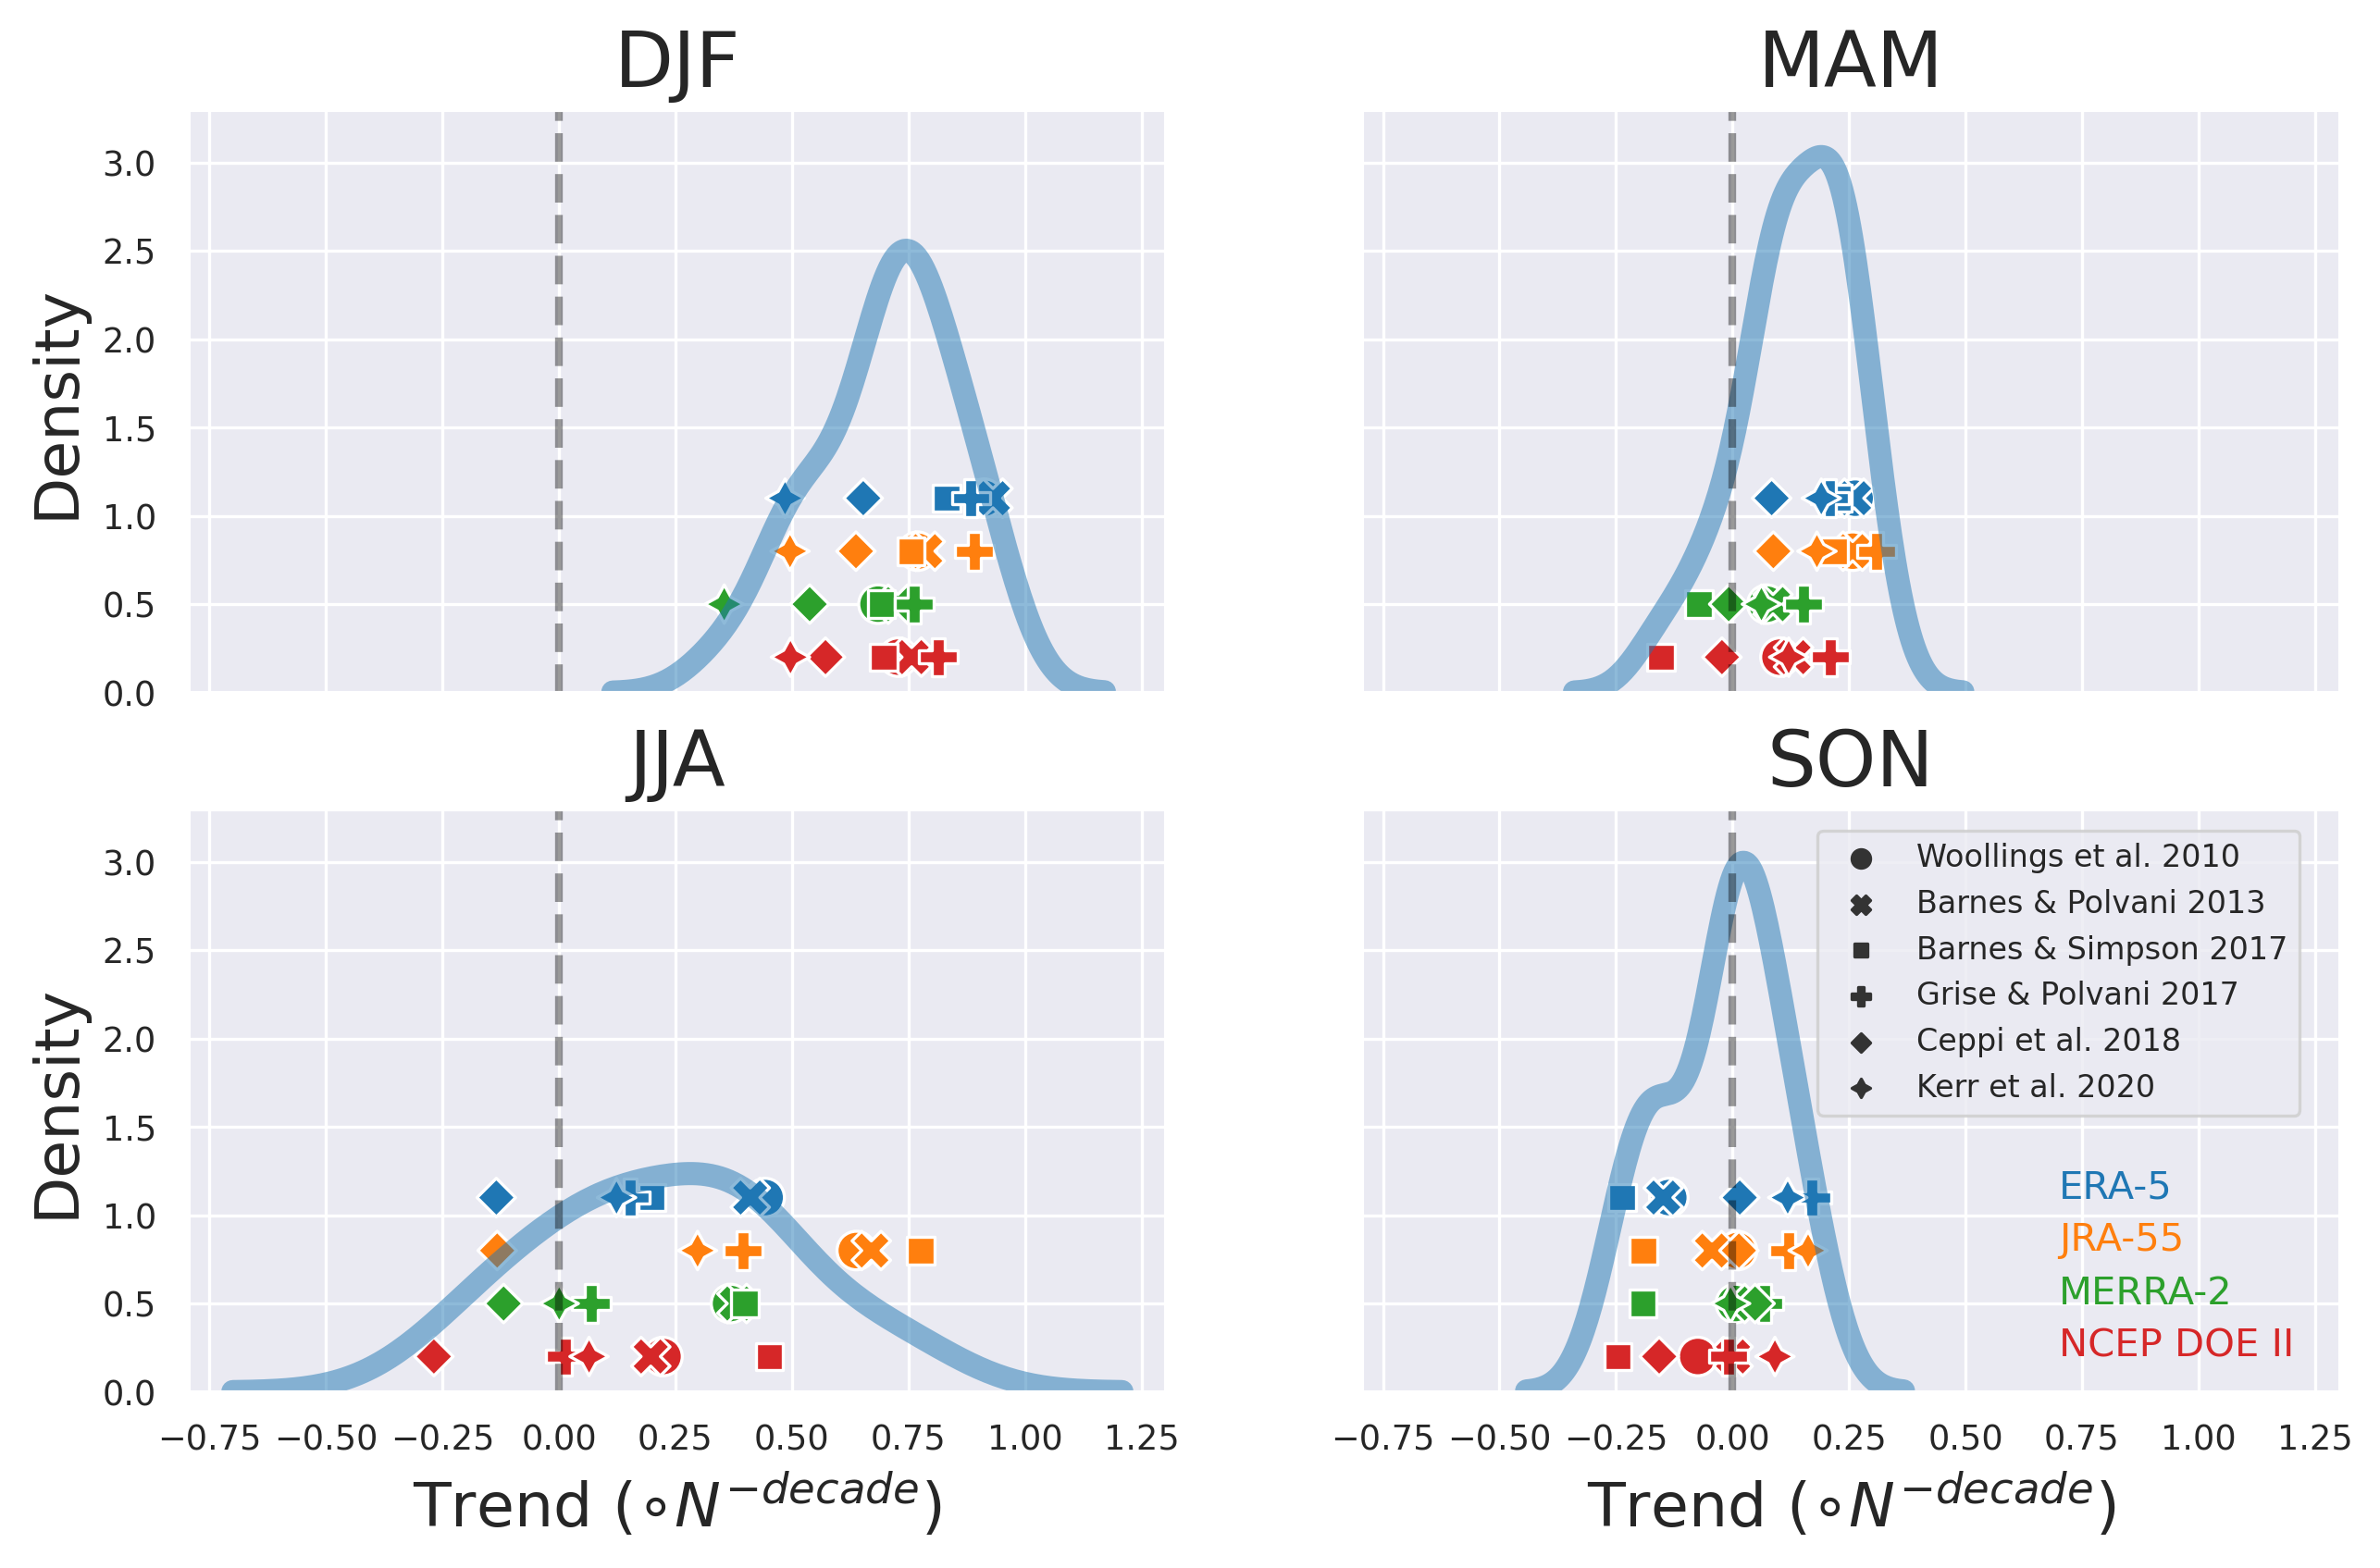 DJF
MAM
Density
3.0
2.5
2.0
1.5
1.0
0.5
0.0
JJA
SON
Density
3.0
2.5
2.0
1.5
1.0
0.5
0.0
Woollings et al. 2010
Barnes & Polvani 2013
Barnes & Simpson 2017
Grise & Polvani 2017
Ceppi et al. 2018
Kerr et al. 2020
ERA-5
JRA-55
MERRA-2
NCEP DOE II
−0.75 −0.50 −0.25 0.00 0.25 0.50 0.75 1.00 1.25
−0.75 −0.50 −0.25 0.00 0.25 0.50 0.75 1.00 1.25
Trend (∘N^{−decade})
Trend (∘N^{−decade})